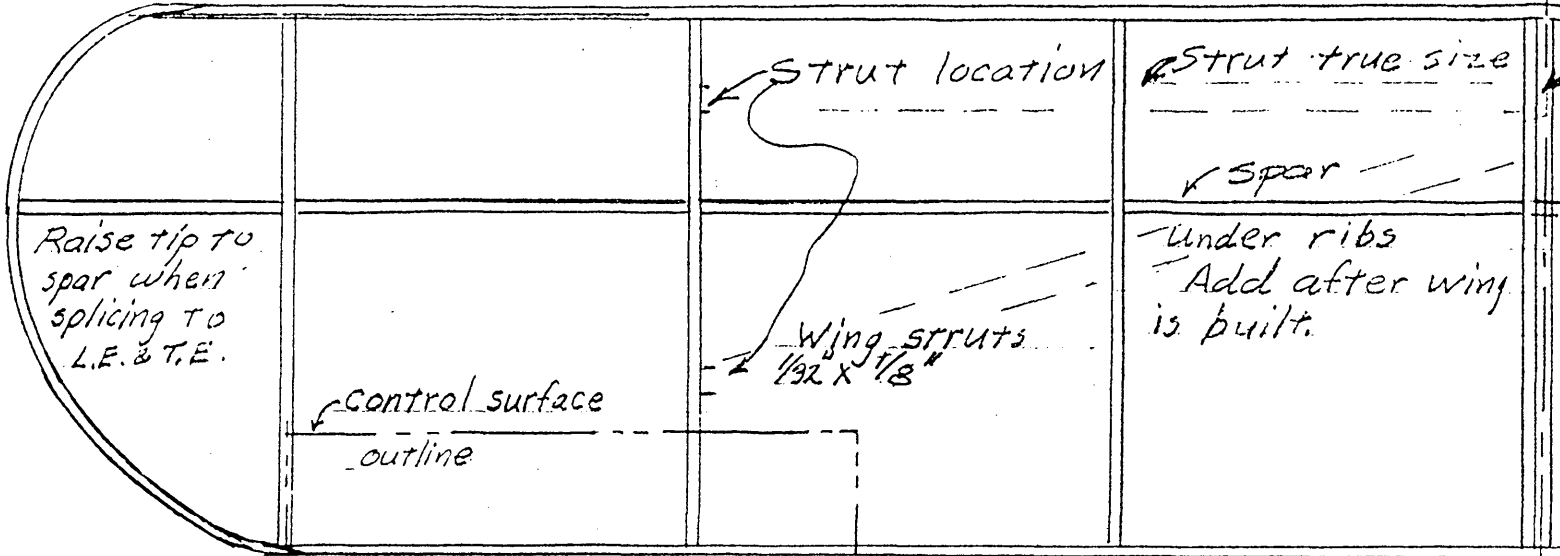 Strut location
Strut true size
Spar
Raise tip to
spar when
splicing to
L.E. & T.E.
Under ribs
Add after wing
is built.
Wing struts
1/32" x 1/8"
control surface
outline